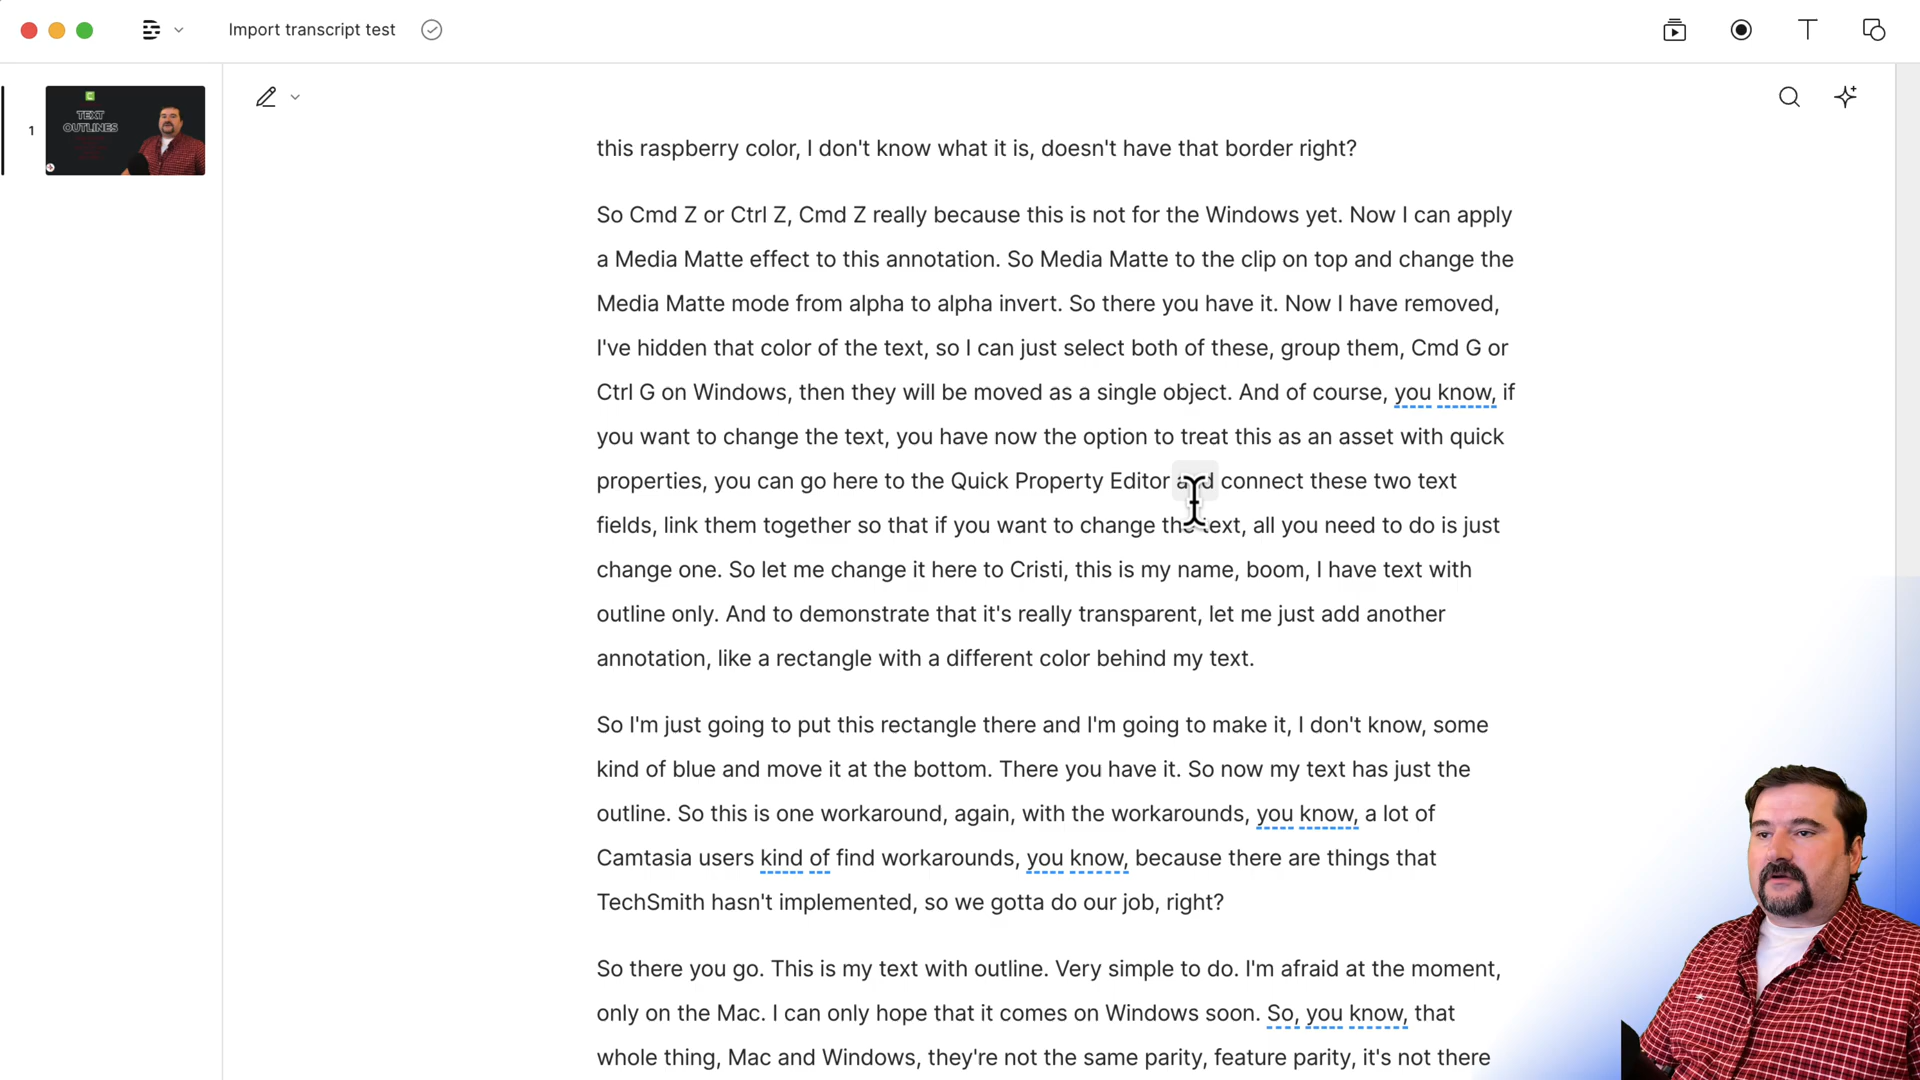 Import transcript test
1
TEXT
OUTLINES
this raspberry color, I don't know what it is, doesn't have that border right?
So Cmd Z or Ctrl Z, Cmd Z really because this is not for the Windows yet. Now I can apply
a Media Matte effect to this annotation. So Media Matte to the clip on top and change the
Media Matte mode from alpha to alpha invert. So there you have it. Now I have removed,
I've hidden that color of the text, so I can just select both of these, group them, Cmd G or
Ctrl G on Windows, then they will be moved as a single object. And of course, you know, if
you want to change the text, you have now the option to treat this as an asset with quick
properties, you can go here to the Quick Property Editor and connect these two text
fields, link them together so that if you want to change the text, all you need to do is just
change one. So let me change it here to Cristi, this is my name, boom, I have text with
outline only. And to demonstrate that it's really transparent, let me just add another
annotation, like a rectangle with a different color behind my text.
So I'm just going to put this rectangle there and I'm going to make it, I don't know, some
kind of blue and move it at the bottom. There you have it. So now my text has just the
outline. So this is one workaround, again, with the workarounds, you know, a lot of
Camtasia users kind of find workarounds, you know, because there are things that
TechSmith hasn't implemented, so we gotta do our job, right?
So there you go. This is my text with outline. Very simple to do. I'm afraid at the moment,
only on the Mac. I can only hope that it comes on Windows soon. So, you know, that
whole thing, Mac and Windows, they're not the same parity, feature parity, it's not there